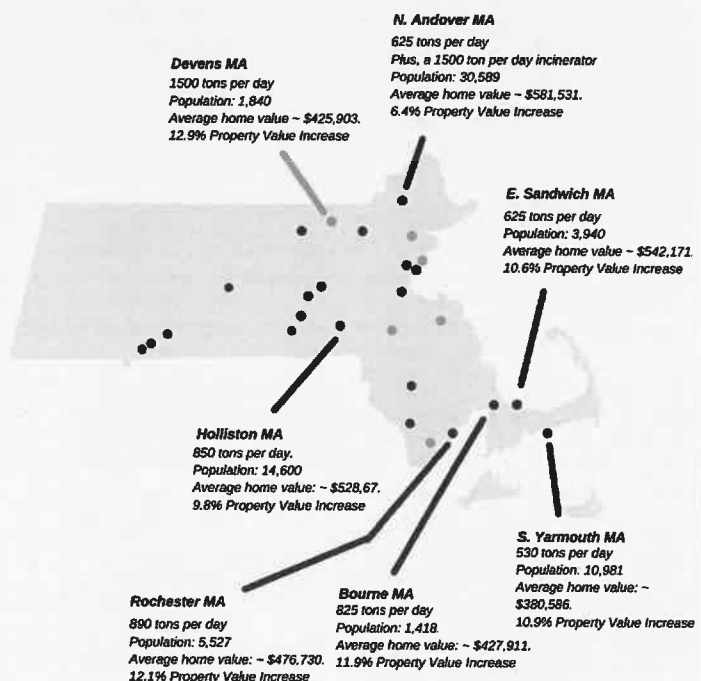 N. Andover MA
625 tons per day
Plus, a 1500 ton per day incinerator
Population: 30,589
Average home value ~ $581,531.
6.4% Property Value Increase
Devens MA
1500 tons per day
Population: 1,840
Average home value ~ $425,903.
12.9% Property Value Increase
E. Sandwich MA
625 tons per day
Population: 3,940
Average home value ~ $542,171.
10.6% Property Value Increase
Holliston MA
850 tons per day.
Population: 14,600
Average home value: ~ $528,67.
9.8% Property Value Increase
S. Yarmouth MA
530 tons per day
Population. 10,981
Average home value: ~
$380,586.
10.9% Property Value Increase
Rochester MA
890 tons per day
Population: 5,527
Average home value: ~ $476,730.
12.1% Property Value Increase
Bourne MA
825 tons per day
Population: 1,418.
Average home value: ~ $427,911.
11.9% Property Value Increase